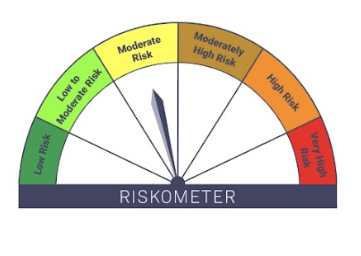 Low Risk
Low to
Moderate Risk
Moderate
Risk
Moderately
High Risk
High Risk
Very High
Risk
RISKOMETER